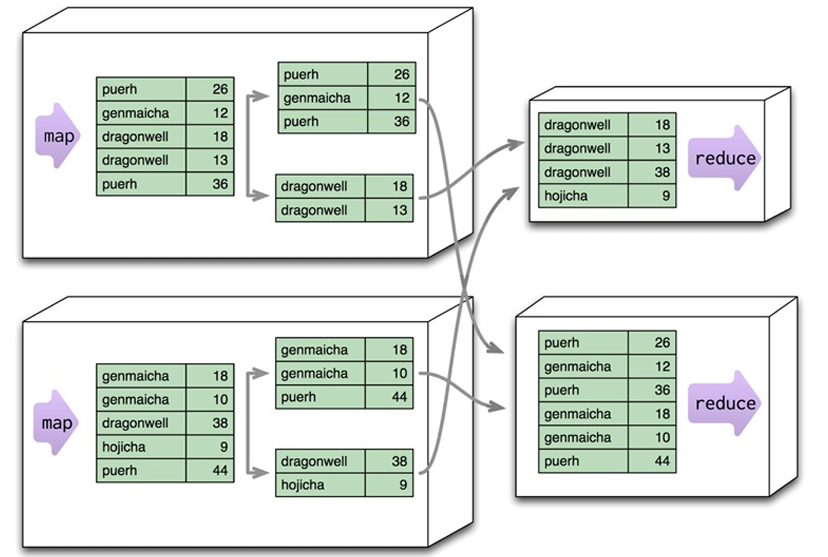 map
puerh 26
genmaicha 12
dragonwell 18
dragonwell 13
puerh 36
puerh 26
genmaicha 12
puerh 36
dragonwell 18
dragonwell 13
dragonwell 18
dragonwell 13
dragonwell 38
hojicha 9
reduce
map
genmaicha 18
genmaicha 10
dragonwell 38
hojicha 9
puerh 44
genmaicha 18
genmaicha 10
puerh 44
dragonwell 38
hojicha 9
puerh 26
genmaicha 12
puerh 36
genmaicha 18
genmaicha 10
puerh 44
reduce